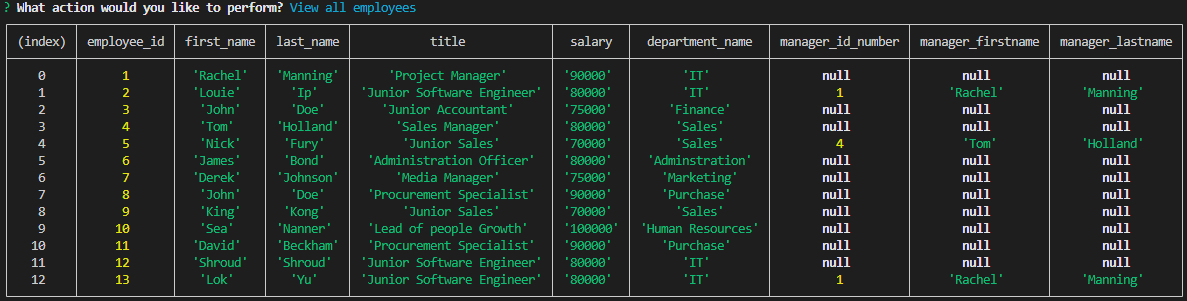 ? What action would you like to perform? View all employees
(index) employee_id first_name last_name title salary department_name manager_id_number manager_firstname manager_lastname
0 1 'Rachel' 'Manning' 'Project Manager' '90000' 'IT' null null null
1 2 'Louie' 'Ip' 'Junior Software Engineer' '80000' 'IT' 1 'Rachel' 'Manning'
2 3 'John' 'Doe' 'Junior Accountant' '75000' 'Finance' null null null
3 4 'Tom' 'Holland' 'Sales Manager' '80000' 'Sales' null null null
4 5 'Nick' 'Fury' 'Junior Sales' '70000' 'Sales' 4 'Tom' 'Holland'
5 6 'James' 'Bond' 'Administration Officer' '80000' 'Adminstration' null null null
6 7 'Derek' 'Johnson' 'Media Manager' '75000' 'Marketing' null null null
7 8 'John' 'Doe' 'Procurement Specialist' '90000' 'Purchase' null null null
8 9 'King' 'Kong' 'Junior Sales' '70000' 'Sales' null null null
9 10 'Sea' 'Nanner' 'Lead of people Growth' '100000' 'Human Resources' null null null
10 11 'David' 'Beckham' 'Procurement Specialist' '90000' 'Purchase' null null null
11 12 'Shroud' 'Shroud' 'Junior Software Engineer' '80000' 'IT' null null null
12 13 'Lok' 'Yu' 'Junior Software Engineer' '80000' 'IT' 1 'Rachel' 'Manning'